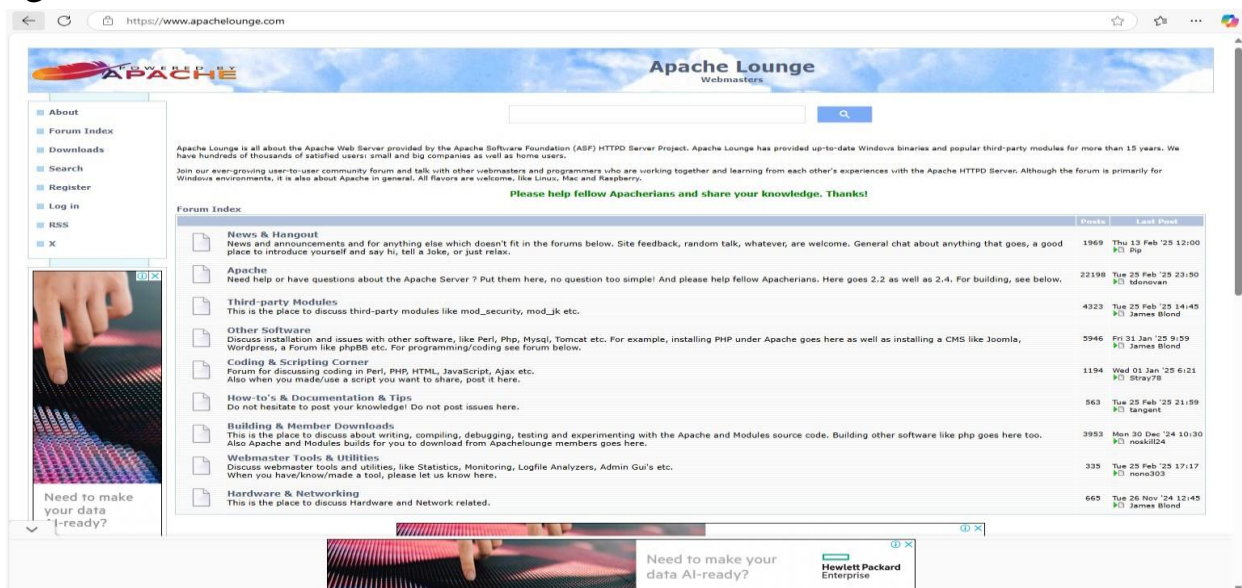 https://www.apachelounge.com
POWERED BY
APACHE
Apache Lounge
Webmasters
About
Forum Index
Downloads
Search
Register
Log in
RSS
X
Apache Lounge is all about the Apache Web Server provided by the Apache Software Foundation (ASF) HTTPD Server Project. Apache Lounge has provided up-to-date Windows binaries and popular third-party modules for more than 15 years. We
have hundreds of thousands of satisfied users: small and big companies as well as home users.
Join our ever-growing user-to-user community forum and talk with other webmasters and programmers who are working together and learning from each other's experiences with the Apache HTTPD Server. Although the forum is primarily for
Windows environments, it is also about Apache in general. All flavors are welcome, like Linux, Mac and Raspberry.
Please help fellow Apacherians and share your knowledge. Thanks!
Forum Index
Posts Last Post
News & Hangout
News and announcements and for anything else which doesn't fit in the forums below. Site feedback, random talk, whatever, are welcome. General chat about anything that goes, a good
place to introduce yourself and say hi, tell a Joke, or just relax.
1969 Thu 13 Feb '25 12:00
Pip
Apache
Need help or have questions about the Apache Server ? Put them here, no question too simple! And please help fellow Apacherians. Here goes 2.2 as well as 2.4. For building, see below.
22198 Tue 25 Feb '25 23:50
tdonovan
Third-party Modules
This is the place to discuss third-party modules like mod_security, mod_jk etc.
4323 Tue 25 Feb '25 14:45
James Blond
Other Software
Discuss installation and issues with other software, like Perl, Php, Mysql, Tomcat etc. For example, installing PHP under Apache goes here as well as installing a CMS like Joomla,
Wordpress, a Forum like phpBB etc. For programming/coding see forum below.
5946 Fri 31 Jan '25 9:59
James Blond
Coding & Scripting Corner
Forum for discussing coding in Perl, PHP, HTML, JavaScript, Ajax etc.
Also when you made/use a script you want to share, post it here.
1194 Wed 01 Jan '25 6:21
Stray78
How-to's & Documentation & Tips
Do not hesitate to post your knowledge! Do not post issues here.
563 Tue 25 Feb '25 21:59
tangent
Building & Member Downloads
This is the place to discuss about writing, compiling, debugging, testing and experimenting with the Apache and Modules source code. Building other software like php goes here too.
Also Apache and Modules builds for you to download from Apachelounge members goes here.
3953 Mon 30 Dec '24 10:30
noskill24
Webmaster Tools & Utilities
Discuss webmaster tools and utilities, like Statistics, Monitoring, Logfile Analyzers, Admin Gui's etc.
When you have/know/made a tool, please let us know here.
335 Tue 25 Feb '25 17:17
nono303
Hardware & Networking
This is the place to discuss Hardware and Network related.
665 Tue 26 Nov '24 12:45
James Blond
Need to make
your data
AI-ready?
Need to make your
data AI-ready?
Hewlett Packard
Enterprise